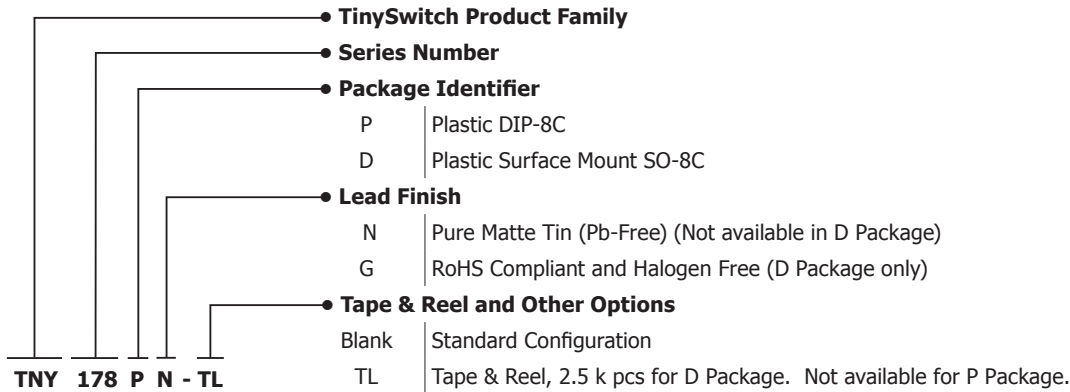 TinySwitch Product Family
Series Number
Package Identifier
P Plastic DIP-8C
D Plastic Surface Mount SO-8C
Lead Finish
N Pure Matte Tin (Pb-Free) (Not available in D Package)
G RoHS Compliant and Halogen Free (D Package only)
Tape & Reel and Other Options
Blank Standard Configuration
TL Tape & Reel, 2.5 k pcs for D Package. Not available for P Package.
TNY 178 P N - TL